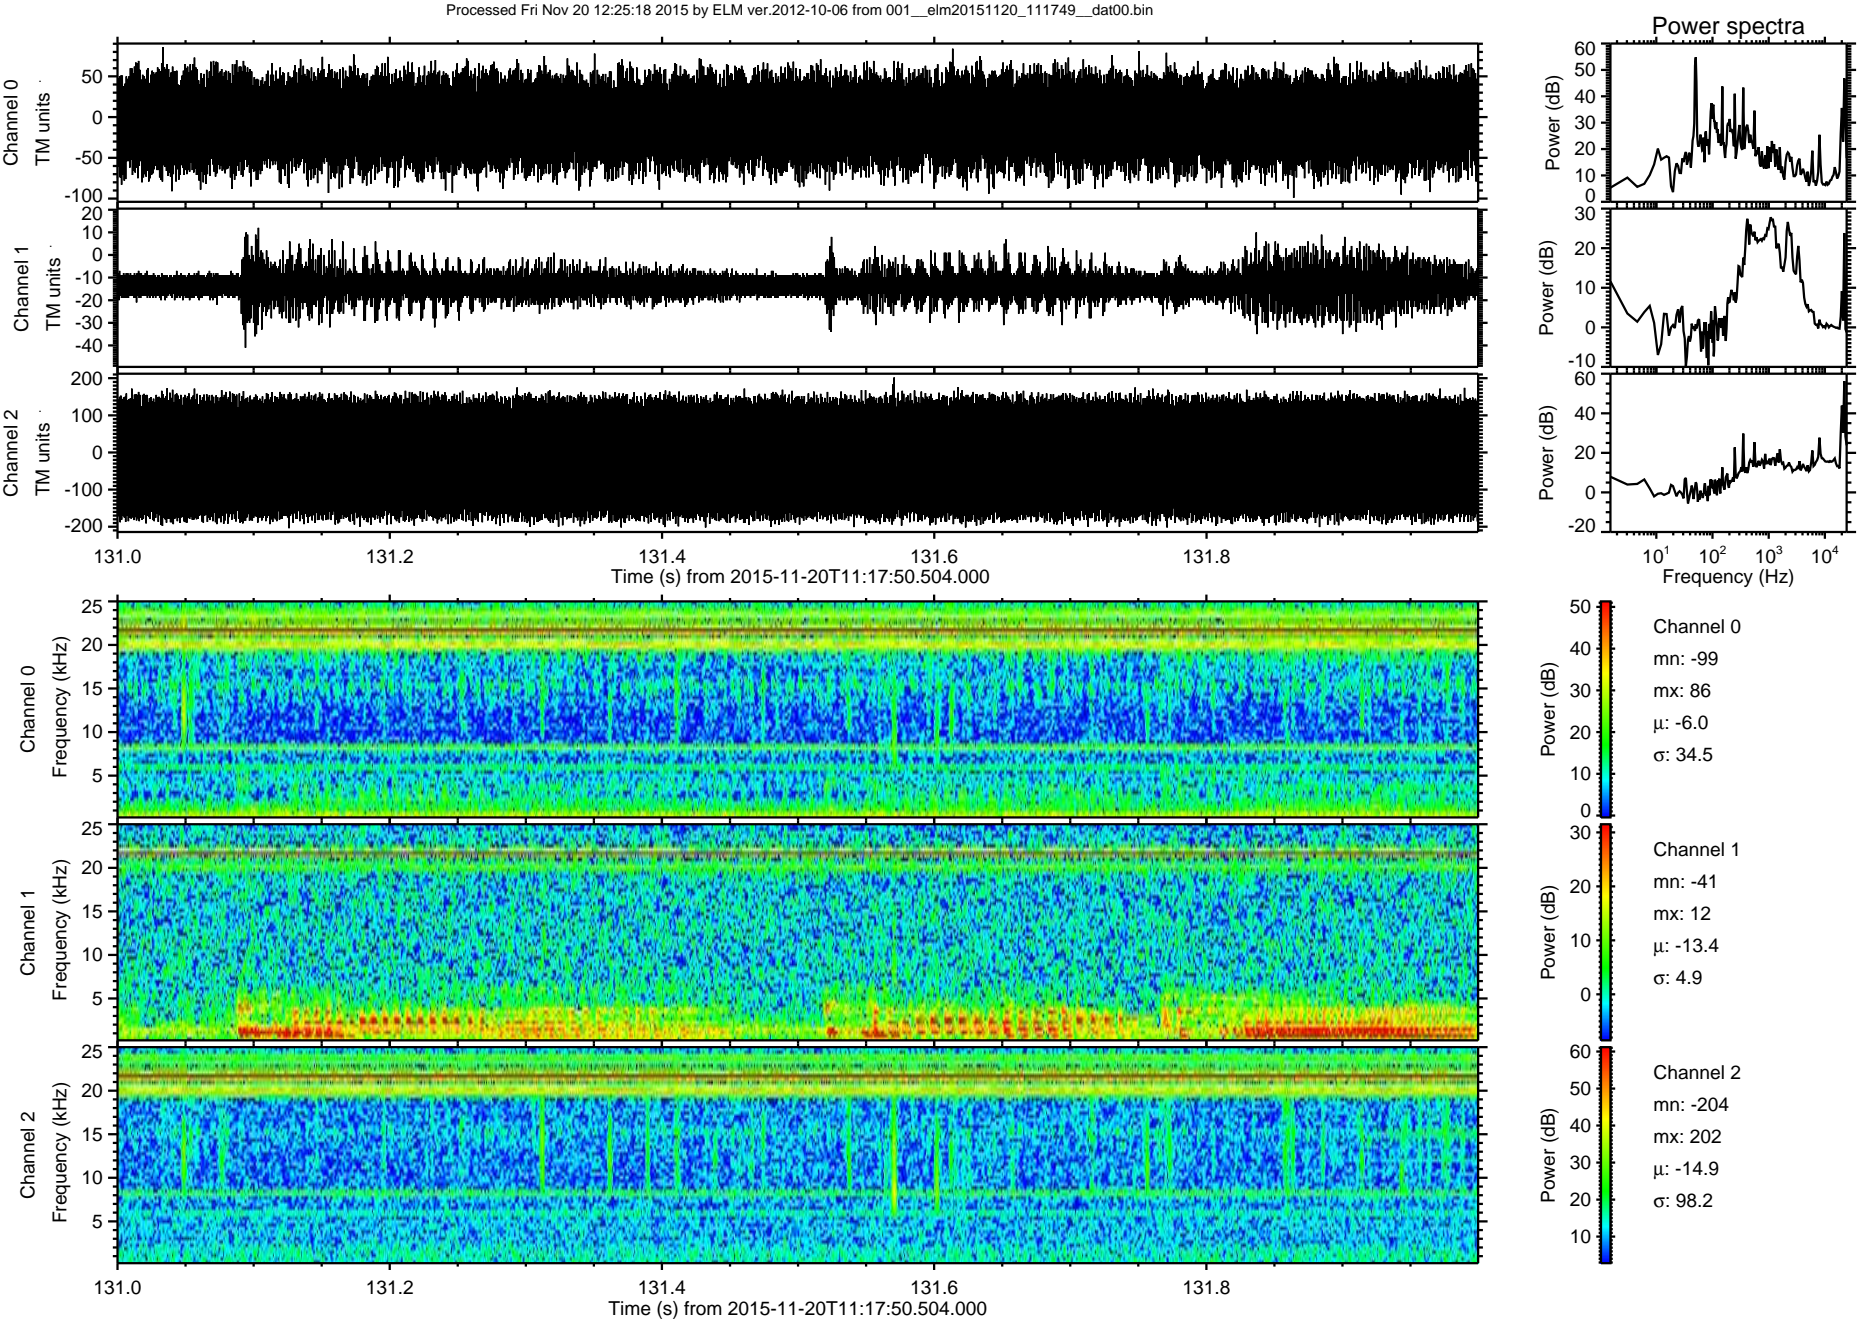 Processed Fri Nov 20 12:25:18 2015 by ELM ver.2012-10-06 from 001__elm20151120_111749__dat00.bin
Power spectra
Channel 0
TM units
50
0
-50
-100
Power (dB)
60
50
40
30
20
10
0
Channel 1
TM units
20
10
0
-10
-20
-30
-40
Power (dB)
30
20
10
0
-10
Channel 2
TM units
200
100
0
-100
-200
Power (dB)
60
40
20
0
-20
131.0 131.2 131.4 131.6 131.8
Time (s) from 2015-11-20T11:17:50.504.000
10¹ 10² 10³ 10⁴
Frequency (Hz)
Channel 0
Frequency (kHz)
25
20
15
10
5
Power (dB)
50
40
30
20
10
0
Channel 0
mn: -99
mx: 86
μ: -6.0
σ: 34.5
Channel 1
Frequency (kHz)
25
20
15
10
5
Power (dB)
30
20
10
0
Channel 1
mn: -41
mx: 12
μ: -13.4
σ: 4.9
Channel 2
Frequency (kHz)
25
20
15
10
5
Power (dB)
60
50
40
30
20
10
Channel 2
mn: -204
mx: 202
μ: -14.9
σ: 98.2
131.0 131.2 131.4 131.6 131.8
Time (s) from 2015-11-20T11:17:50.504.000